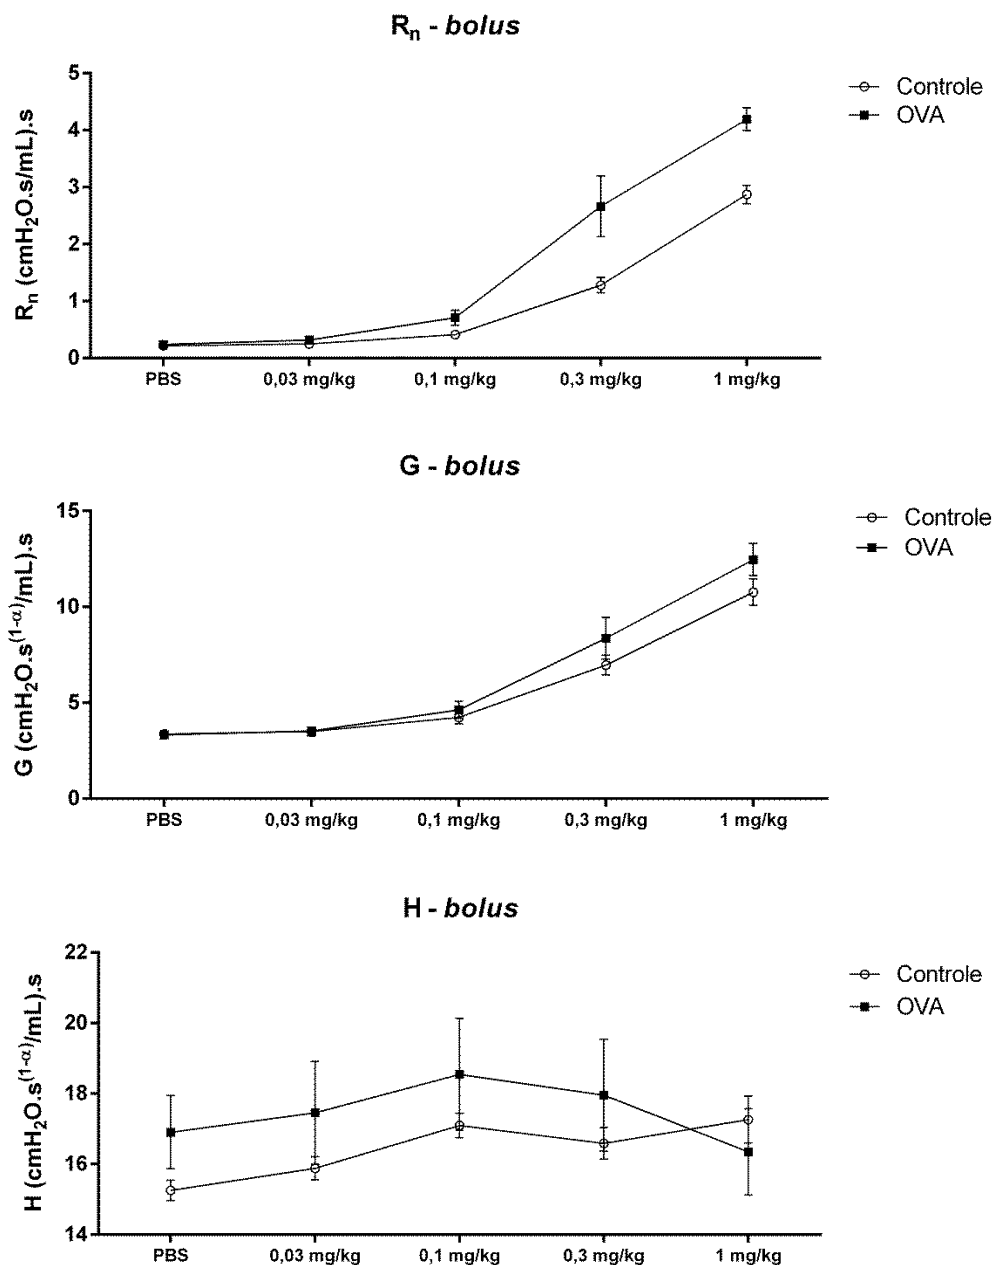 Rn - bolus
Rn (cmH2O.s/mL).s
5
4
3
2
1
0
PBS 0,03 mg/kg 0,1 mg/kg 0,3 mg/kg 1 mg/kg
Controle
OVA
G - bolus
G (cmH2O.s(1-α)/mL).s
15
10
5
0
PBS 0,03 mg/kg 0,1 mg/kg 0,3 mg/kg 1 mg/kg
Controle
OVA
H - bolus
H (cmH2O.s(1-α)/mL).s
22
20
18
16
14
PBS 0,03 mg/kg 0,1 mg/kg 0,3 mg/kg 1 mg/kg
Controle
OVA